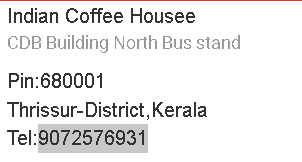 Indian Coffee Housee
CDB Building North Bus stand
Pin:680001
Thrissur-District,Kerala
Tel:9072576931